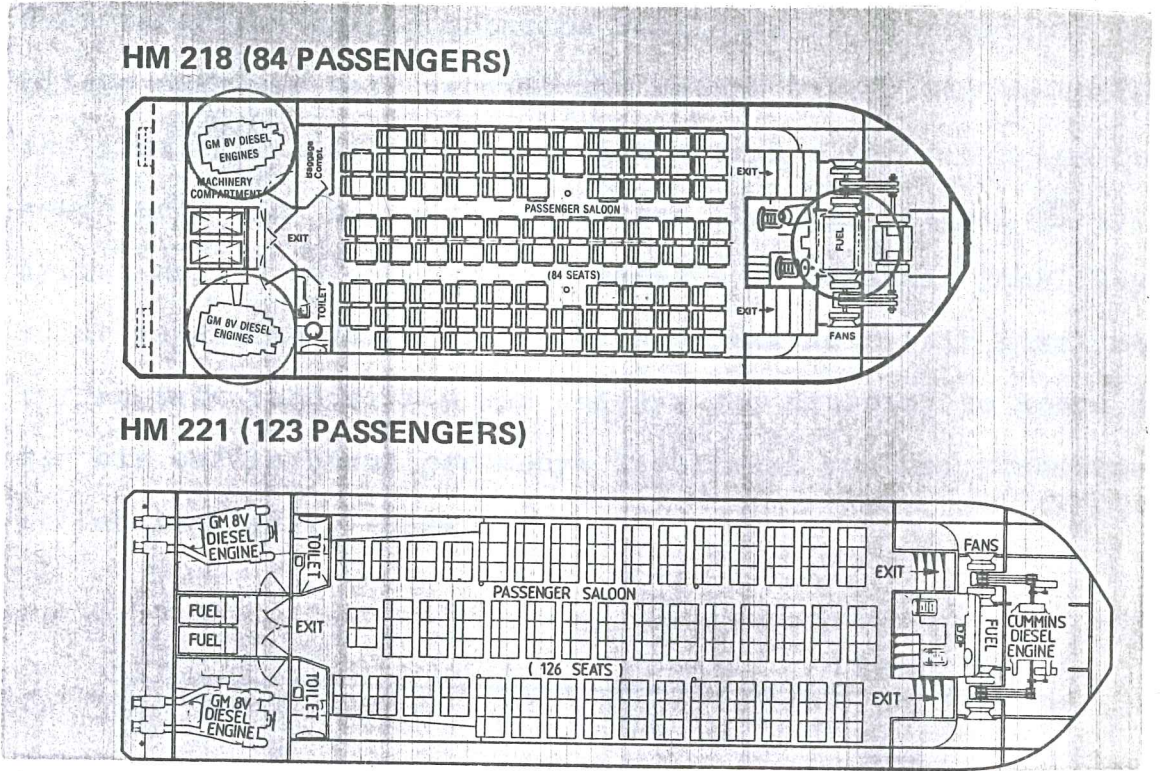 HM 218 (84 PASSENGERS)
GM 8V DIESEL
ENGINES
MACHINERY
COMPARTMENT
Baggage
Compt.
EXIT
PASSENGER SALOON
(84 SEATS)
TOILET
GM 8V DIESEL
ENGINES
EXIT
EXIT
FUEL
FANS
HM 221 (123 PASSENGERS)
GM 8V
DIESEL
ENGINE
TOILET
FUEL
FUEL
EXIT
PASSENGER SALOON
( 126 SEATS )
TOILET
GM 8V
DIESEL
ENGINE
EXIT
EXIT
FANS
FUEL
CUMMINS
DIESEL
ENGINE